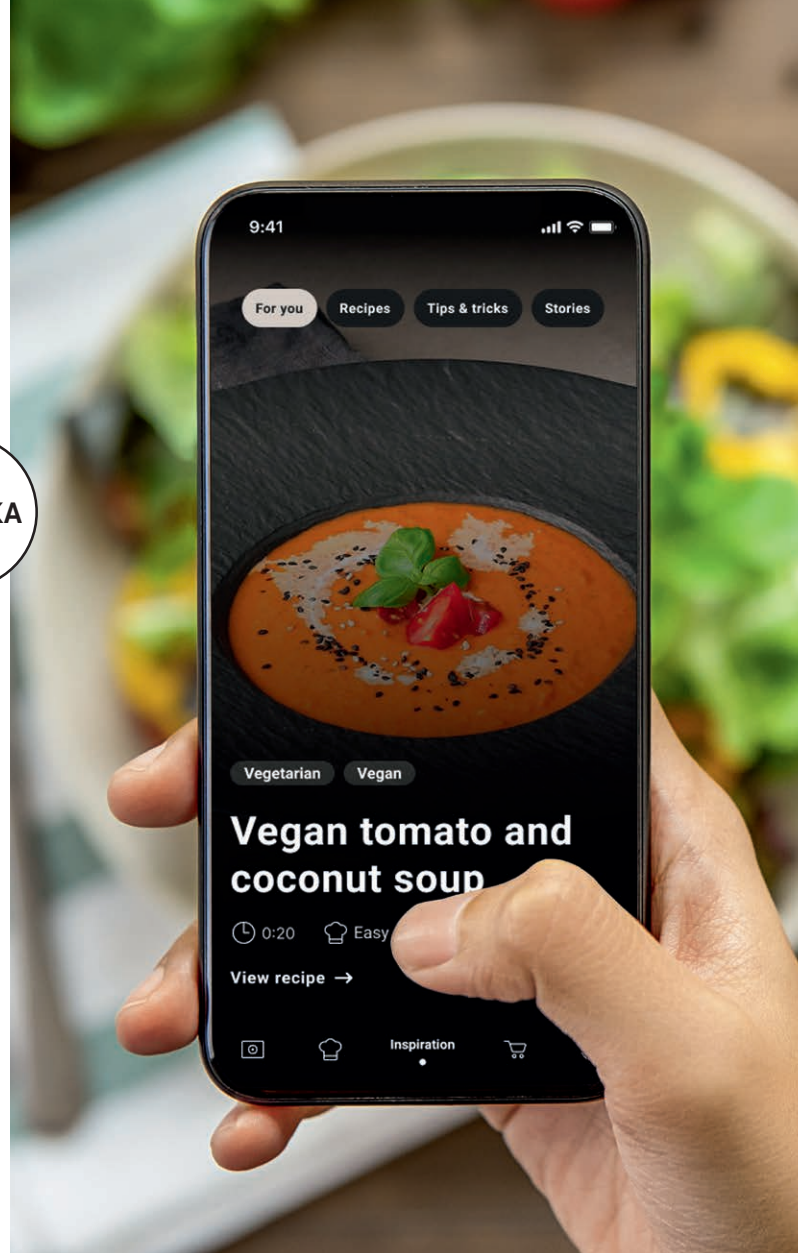 9:41
For you Recipes Tips & tricks Stories
Vegetarian Vegan
Vegan tomato and
coconut soup
0:20 Easy
View recipe →
Inspiration